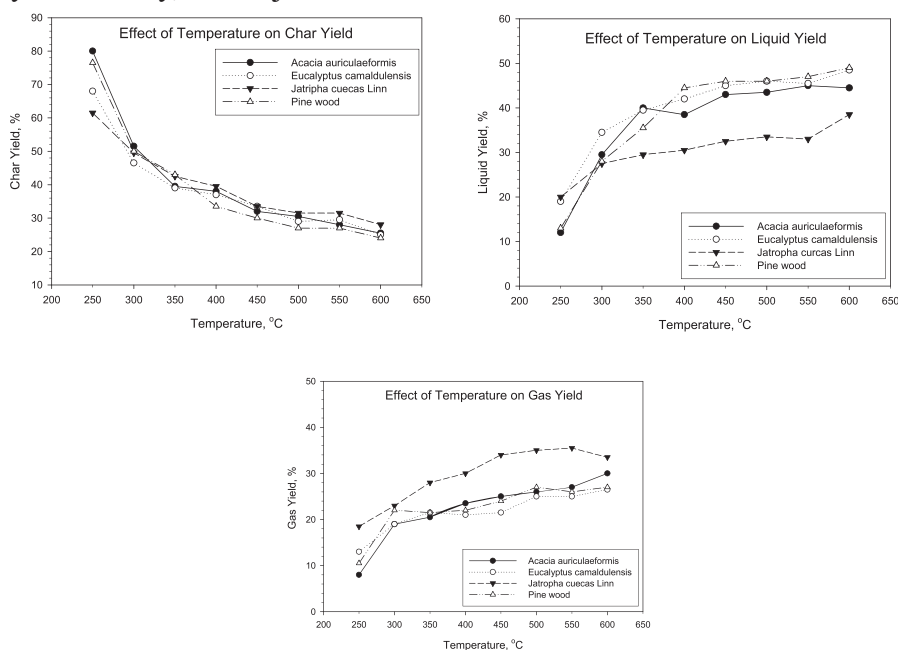 Effect of Temperature on Char Yield
Acacia auriculaeformis
Eucalyptus camaldulensis
Jatripha cuecas Linn
Pine wood
Char Yield, %
90
80
70
60
50
40
30
20
10
200 250 300 350 400 450 500 550 600 650
Temperature, °C
Effect of Temperature on Liquid Yield
Liquid Yield, %
60
50
40
30
20
10
0
Acacia auriculaeformis
Eucalyptus camaldulensis
Jatropha curcas Linn
Pine wood
200 250 300 350 400 450 500 550 600 650
Temperature, °C
Effect of Temperature on Gas Yield
Gas Yield, %
50
40
30
20
10
0
Acacia auriculaeformis
Eucalyptus camaldulensis
Jatropha cuecas Linn
Pine wood
200 250 300 350 400 450 500 550 600 650
Temperature, °C